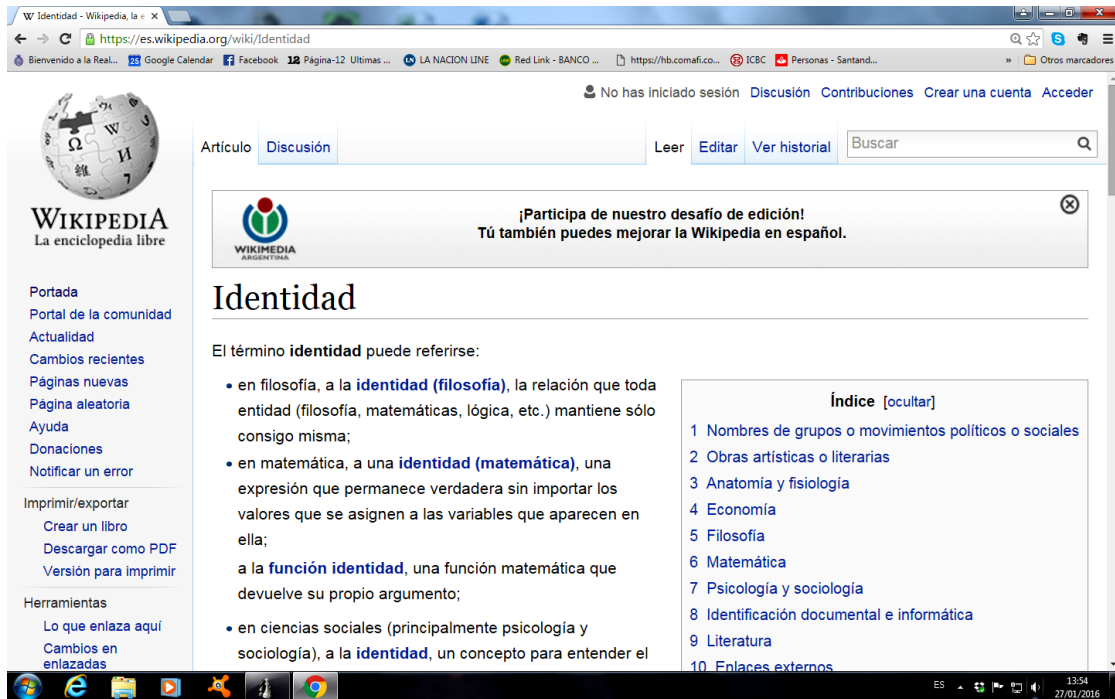 W Identidad - Wikipedia, la e
https://es.wikipedia.org/wiki/Identidad
Bienvenido a la Real... 25 Google Calendar Facebook 12 Página-12 Ultimas ... LN LA NACION LINE Red Link - BANCO ... https://hb.comafi.co... ICBC Personas - Santand... » Otros marcadores
No has iniciado sesión Discusión Contribuciones Crear una cuenta Acceder
Artículo Discusión Leer Editar Ver historial Buscar
WIKIPEDIA
La enciclopedia libre
WIKIMEDIA
ARGENTINA
¡Participa de nuestro desafío de edición!
Tú también puedes mejorar la Wikipedia en español.
Portada
Portal de la comunidad
Actualidad
Cambios recientes
Páginas nuevas
Página aleatoria
Ayuda
Donaciones
Notificar un error
Imprimir/exportar
Crear un libro
Descargar como PDF
Versión para imprimir
Herramientas
Lo que enlaza aquí
Cambios en
enlazadas
Identidad
El término identidad puede referirse:
• en filosofía, a la identidad (filosofía), la relación que toda
entidad (filosofía, matemáticas, lógica, etc.) mantiene sólo
consigo misma;
• en matemática, a una identidad (matemática), una
expresión que permanece verdadera sin importar los
valores que se asignen a las variables que aparecen en
ella;
a la función identidad, una función matemática que
devuelve su propio argumento;
• en ciencias sociales (principalmente psicología y
sociología), a la identidad, un concepto para entender el
Índice [ocultar]
1 Nombres de grupos o movimientos políticos o sociales
2 Obras artísticas o literarias
3 Anatomía y fisiología
4 Economía
5 Filosofía
6 Matemática
7 Psicología y sociología
8 Identificación documental e informática
9 Literatura
10 Enlaces externos
ES 13:54
27/01/2016